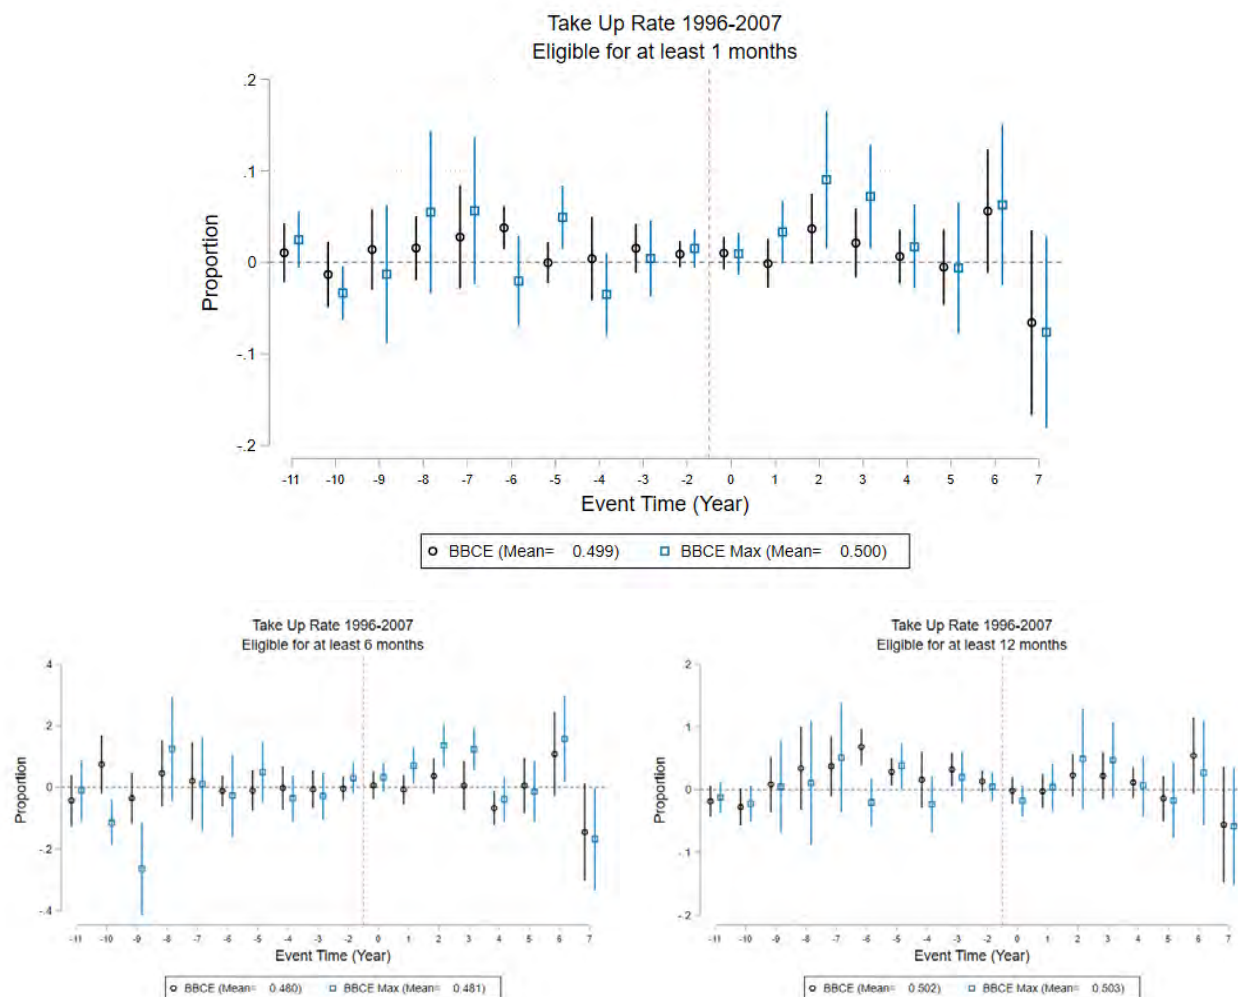 Take Up Rate 1996-2007
Eligible for at least 1 months
.2
.1
0
-.1
-.2
Proportion
-11 -10 -9 -8 -7 -6 -5 -4 -3 -2 0 1 2 3 4 5 6 7
Event Time (Year)
BBCE (Mean= 0.499) BBCE Max (Mean= 0.500)
Take Up Rate 1996-2007
Eligible for at least 6 months
.4
.2
0
-.2
-.4
Proportion
-11 -10 -9 -8 -7 -6 -5 -4 -3 -2 0 1 2 3 4 5 6 7
Event Time (Year)
BBCE (Mean= 0.480) BBCE Max (Mean= 0.481)
Take Up Rate 1996-2007
Eligible for at least 12 months
.2
.1
0
-.1
-.2
Proportion
-11 -10 -9 -8 -7 -6 -5 -4 -3 -2 0 1 2 3 4 5 6 7
Event Time (Year)
BBCE (Mean= 0.502) BBCE Max (Mean= 0.503)